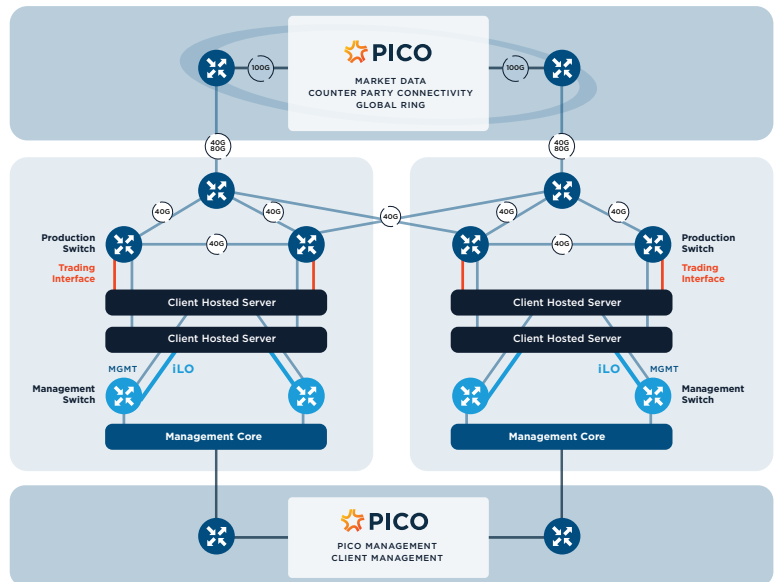 PICO
MARKET DATA
COUNTER PARTY CONNECTIVITY
GLOBAL RING
100G
100G
40G
80G
40G
80G
40G
40G
40G
40G
40G
40G
40G
Production
Switch
Production
Switch
Trading
Interface
Trading
Interface
Client Hosted Server
Client Hosted Server
Client Hosted Server
Client Hosted Server
MGMT
iLO
iLO
MGMT
Management
Switch
Management
Switch
Management Core
Management Core
PICO
PICO MANAGEMENT
CLIENT MANAGEMENT